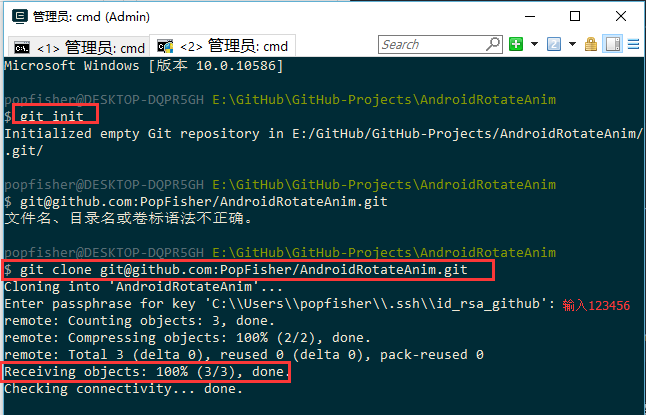 管理员: cmd (Admin)
<1> 管理员: cmd
<2> 管理员: cmd
Search
Microsoft Windows [版本 10.0.10586]
popfisher@DESKTOP-DQPR5GH E:\GitHub\GitHub-Projects\AndroidRotateAnim
$ git init
Initialized empty Git repository in E:/GitHub/GitHub-Projects/AndroidRotateAnim/
.git/
popfisher@DESKTOP-DQPR5GH E:\GitHub\GitHub-Projects\AndroidRotateAnim
$ git@github.com:PopFisher/AndroidRotateAnim.git
文件名、目录名或卷标语法不正确。
popfisher@DESKTOP-DQPR5GH E:\GitHub\GitHub-Projects\AndroidRotateAnim
$ git clone git@github.com:PopFisher/AndroidRotateAnim.git
Cloning into 'AndroidRotateAnim'...
Enter passphrase for key 'C:\\Users\\popfisher\\.ssh\\id_rsa_github': 输入123456
remote: Counting objects: 3, done.
remote: Compressing objects: 100% (2/2), done.
remote: Total 3 (delta 0), reused 0 (delta 0), pack-reused 0
Receiving objects: 100% (3/3), done.
Checking connectivity... done.